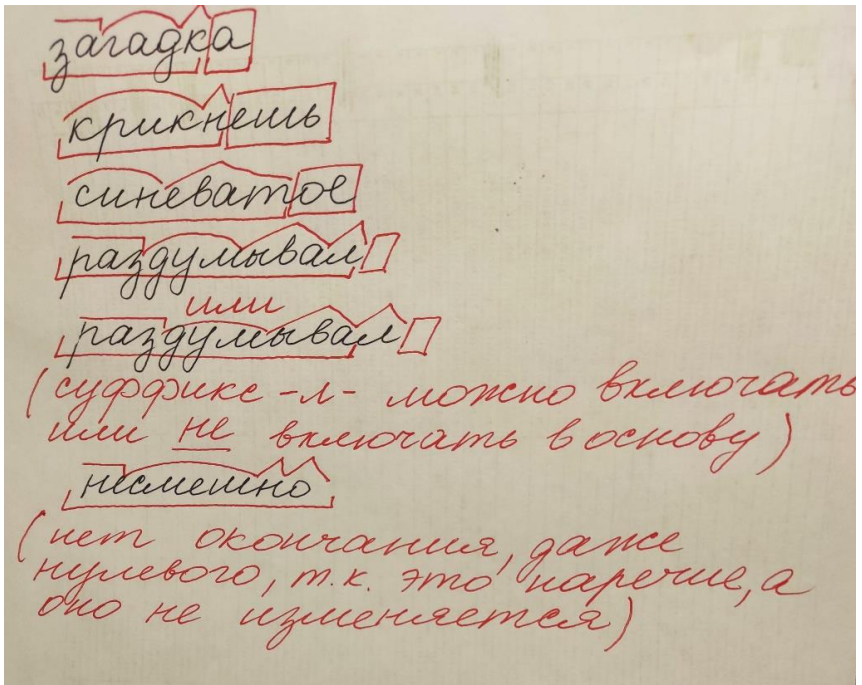 загадка
крикнешь
синеватое
раздумывал
или
раздумывал
(суффикс -л- можно включать
или не включать в основу)
несмешно
(нет окончания, даже
нулевого, т.к. это наречие, а
оно не изменяется)